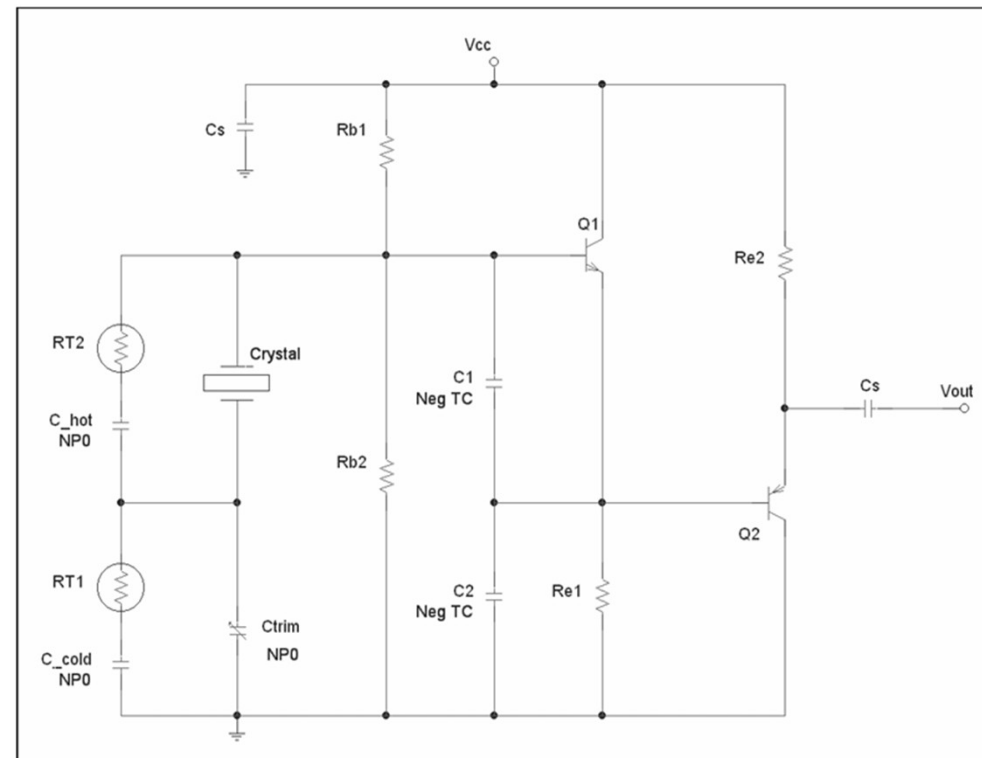 Vcc
Cs
Rb1
Q1
Re2
RT2
Crystal
C1
Neg TC
Cs
Vout
C_hot
NP0
Rb2
Q2
RT1
C2
Neg TC
Re1
Ctrim
NP0
C_cold
NP0